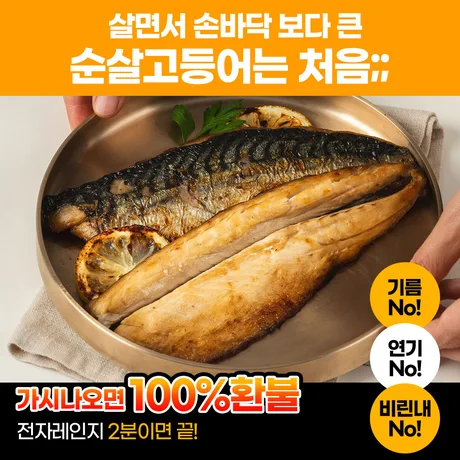 살면서 손바닥 보다 큰
순살고등어는 처음;;
기름
No!
연기
No!
비린내
No!
가시나오면 100%환불
전자레인지 2분이면 끝!